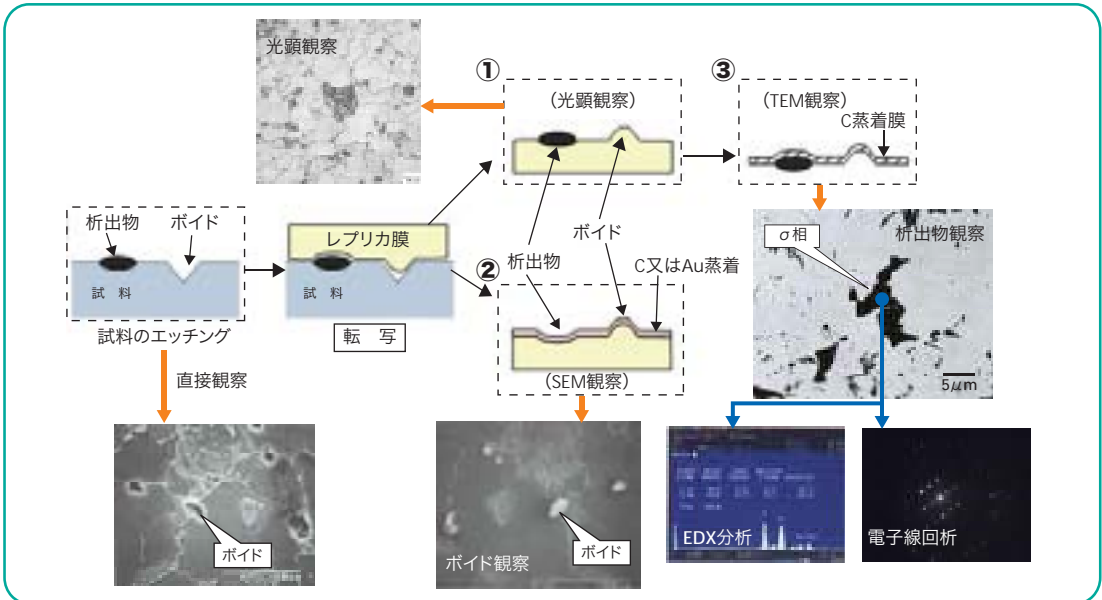 光顕観察
①
(光顕観察)
③
(TEM観察)
C蒸着膜
析出物
ボイド
試 料
試料のエッチング
レプリカ膜
試 料
転 写
②
析出物
ボイド
C又はAu蒸着
(SEM観察)
σ相
析出物観察
5μm
直接観察
ボイド
ボイド観察
ボイド
EDX分析
電子線回析